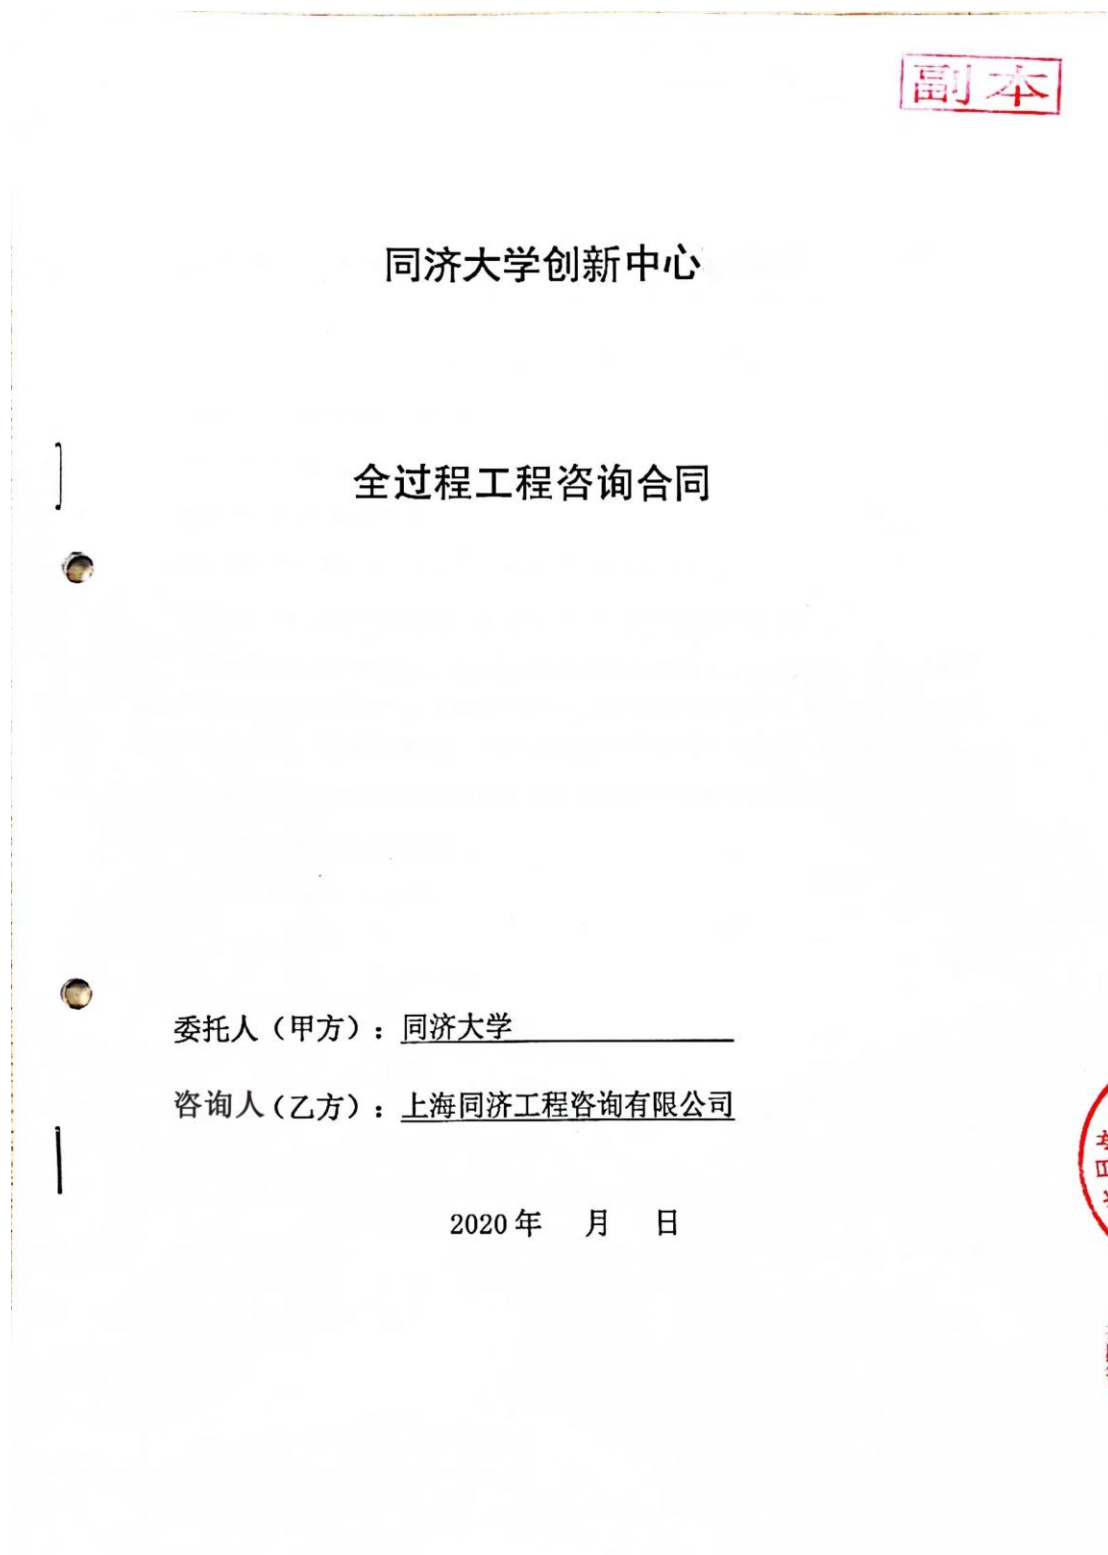 副本
同济大学创新中心
全过程工程咨询合同
委托人（甲方）：同济大学
咨询人（乙方）：上海同济工程咨询有限公司
2020年 月 日